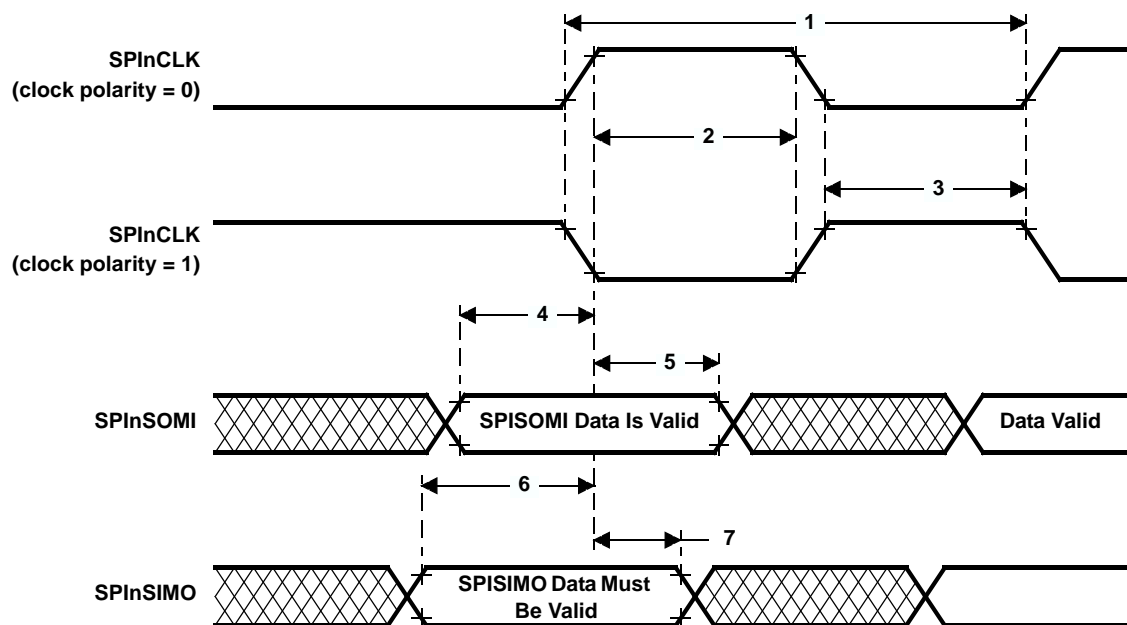 1
SPInCLK
(clock polarity = 0)
2
3
SPInCLK
(clock polarity = 1)
4
5
SPInSOMI
SPISOMI Data Is Valid
Data Valid
6
7
SPInSIMO
SPISIMO Data Must
Be Valid